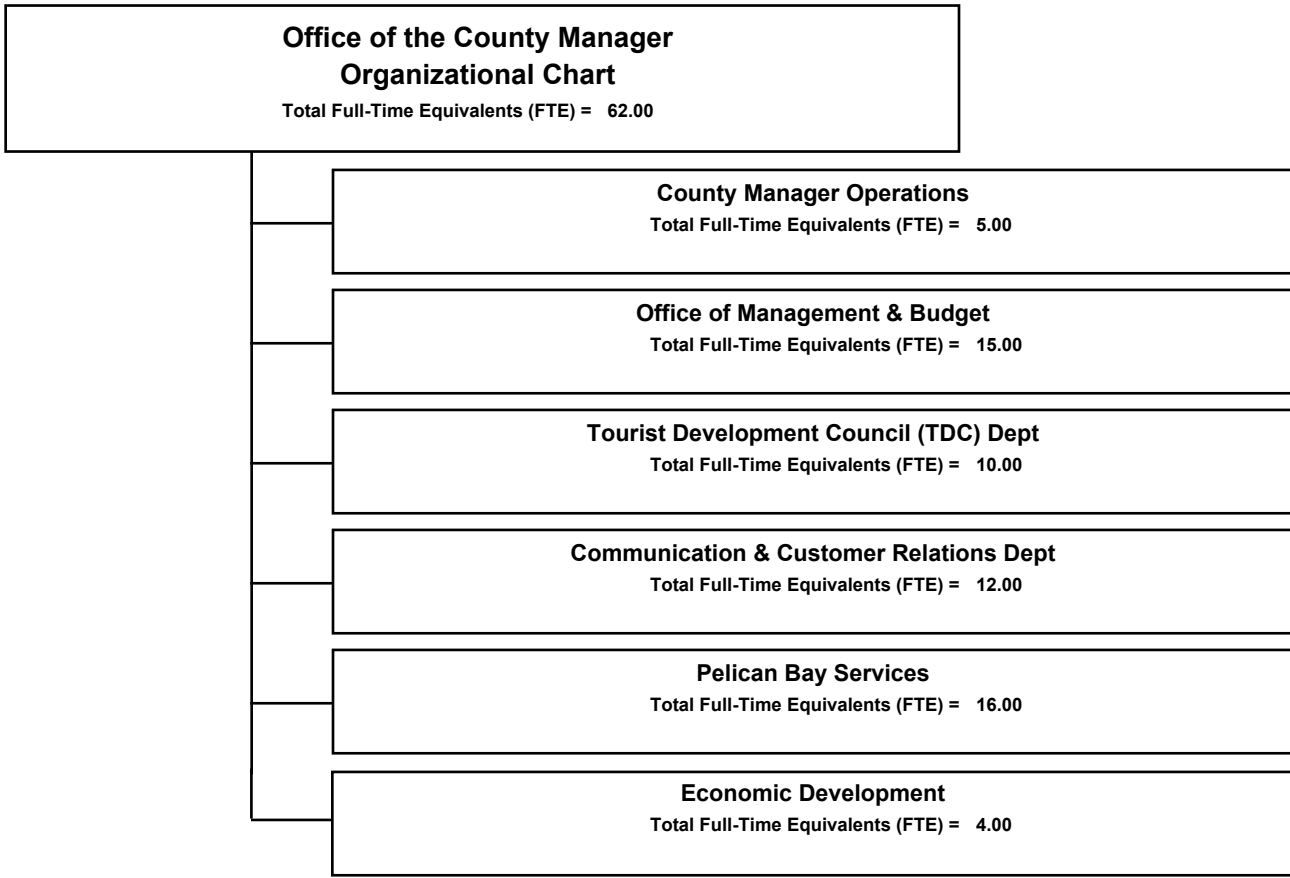 Office of the County Manager
Organizational Chart
Total Full-Time Equivalents (FTE) = 62.00
County Manager Operations
Total Full-Time Equivalents (FTE) = 5.00
Office of Management & Budget
Total Full-Time Equivalents (FTE) = 15.00
Tourist Development Council (TDC) Dept
Total Full-Time Equivalents (FTE) = 10.00
Communication & Customer Relations Dept
Total Full-Time Equivalents (FTE) = 12.00
Pelican Bay Services
Total Full-Time Equivalents (FTE) = 16.00
Economic Development
Total Full-Time Equivalents (FTE) = 4.00